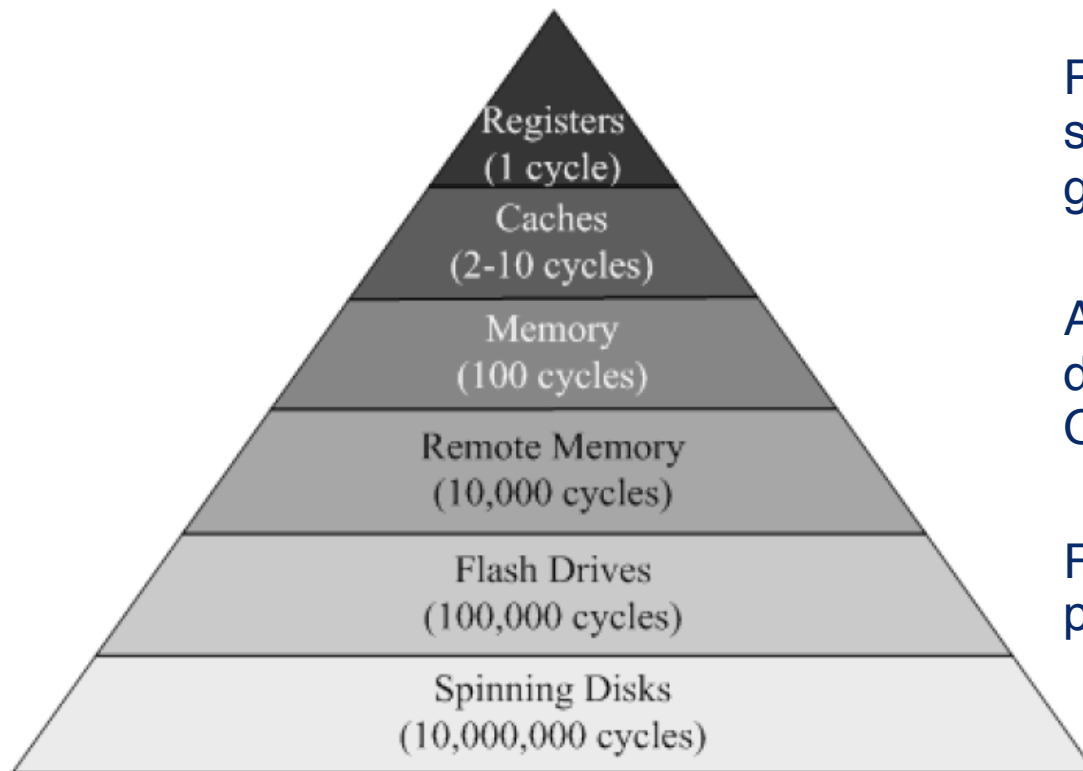 Registers
(1 cycle)
Caches
(2-10 cycles)
Memory
(100 cycles)
Remote Memory
(10,000 cycles)
Flash Drives
(100,000 cycles)
Spinning Disks
(10,000,000 cycles)